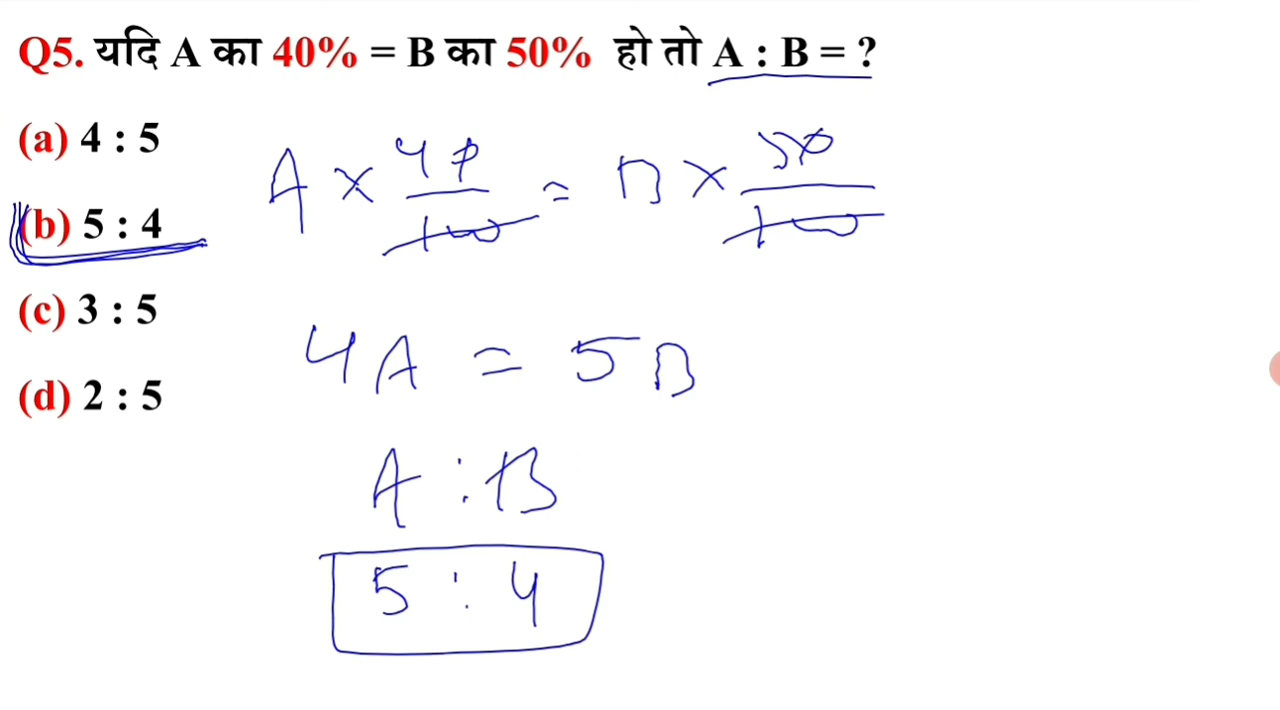 Q5. यदि A का 40% = B का 50% हो तो A : B = ?
(a) 4 : 5
(b) 5 : 4
(c) 3 : 5
(d) 2 : 5
A × 40/100 = B × 50/100
4A = 5B
A : B
5 : 4